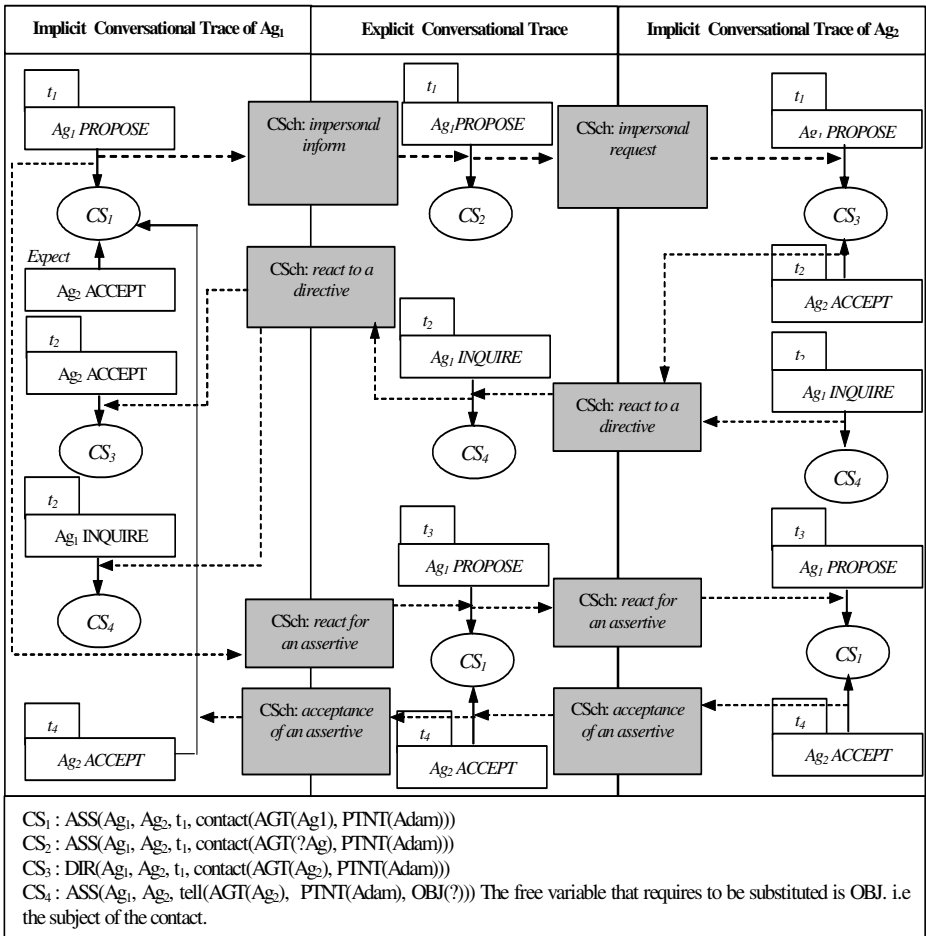 Implicit Conversational Trace of Ag1
Explicit Conversational Trace
Implicit Conversational Trace of Ag2
t1
Ag1 PROPOSE
CS1
Expect
Ag2 ACCEPT
t2
Ag2 ACCEPT
CS3
t2
Ag1 INQUIRE
CS4
t4
Ag2 ACCEPT
CSch: impersonal
inform
CSch: react to a
directive
CSch: react for
an assertive
CSch: acceptance
of an assertive
t1
Ag1PROPOSE
CS2
t2
Ag1 INQUIRE
CS4
t3
Ag1 PROPOSE
CS1
t4
Ag2 ACCEPT
CSch: impersonal
request
CSch: react to a
directive
CSch: react for
an assertive
CSch: acceptance
of an assertive
t1
Ag1 PROPOSE
CS3
t2
Ag2 ACCEPT
t2
Ag1 INQUIRE
CS4
t3
Ag1 PROPOSE
CS1
t4
Ag2 ACCEPT
CS1 : ASS(Ag1, Ag2, t1, contact(AGT(Ag1), PTNT(Adam)))
CS2 : ASS(Ag1, Ag2, t1, contact(AGT(?Ag), PTNT(Adam)))
CS3 : DIR(Ag1, Ag2, t1, contact(AGT(Ag2), PTNT(Adam)))
CS4 : ASS(Ag1, Ag2, tell(AGT(Ag2), PTNT(Adam), OBJ(?))) The free variable that requires to be substituted is OBJ. i.e
the subject of the contact.